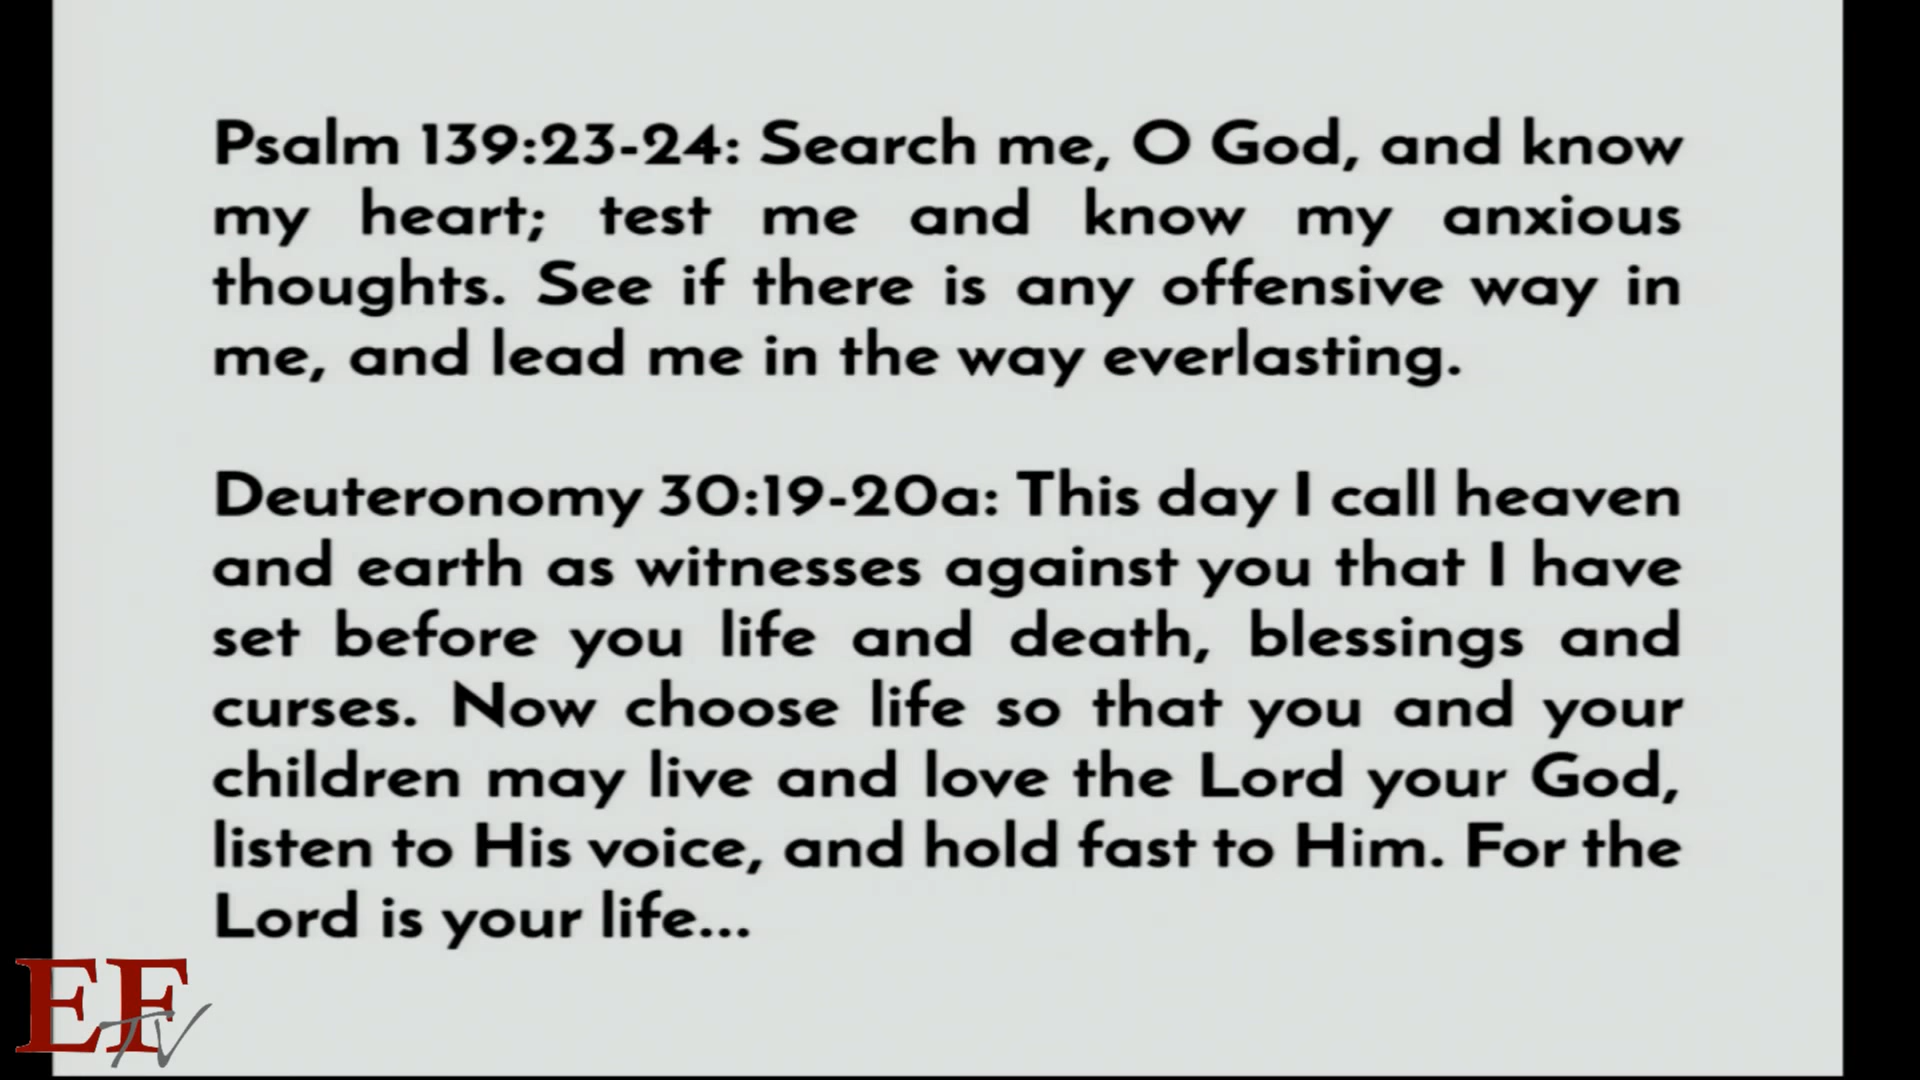 Psalm 139:23-24: Search me, O God, and know
my heart; test me and know my anxious
thoughts. See if there is any offensive way in
me, and lead me in the way everlasting.
Deuteronomy 30:19-20a: This day I call heaven
and earth as witnesses against you that I have
set before you life and death, blessings and
curses. Now choose life so that you and your
children may live and love the Lord your God,
listen to His voice, and hold fast to Him. For the
Lord is your life...
EF
TV